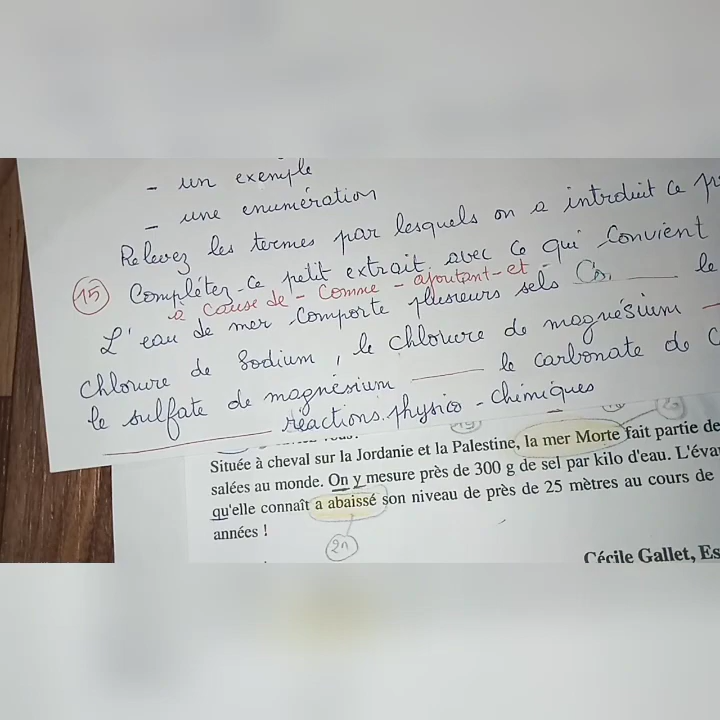 - un exemple
- une enumération
Relevez les termes par lesquels on a introduit ce
15 Complétez ce petit extrait avec ce qui convient
a cause de - Comme - ajoutant - et
L'eau de mer comporte plusieurs sels ____ le
chlorure de Sodium, le chlorure de magnésium
le sulfate de magnésium ____ le carbonate de
____ réactions physico-chimiques
Située à cheval sur la Jordanie et la Palestine, la mer Morte fait partie de
salées au monde. On y mesure près de 300 g de sel par kilo d'eau. L'éva
qu'elle connaît a abaissé son niveau de près de 25 mètres au cours de
années !
Cécile Gallet, Es